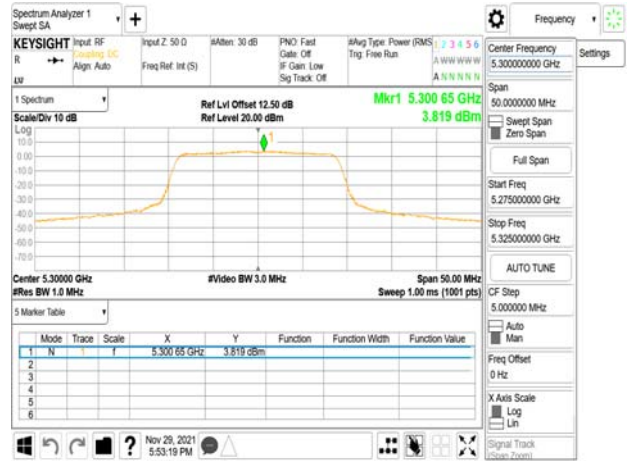 Spectrum Analyzer 1
Swept SA
Frequency
KEYSIGHT
Input: RF
Coupling: DC
Align: Auto
Input Z: 50 Ω
Freq Ref: Int (S)
#Atten: 30 dB
PNO: Fast
Gate: Off
IF Gain: Low
Sig Track: Off
#Avg Type: Power (RMS
Trig: Free Run
1 2 3 4 5 6
A WW WW W
A N N N N N
R
Center Frequency
5.300000000 GHz
Settings
Span
50.0000000 MHz
Swept Span
Zero Span
Full Span
Start Freq
5.275000000 GHz
Stop Freq
5.325000000 GHz
AUTO TUNE
CF Step
5.000000 MHz
Auto
Man
Freq Offset
0 Hz
X Axis Scale
Log
Lin
Signal Track
(Span Zoom)
1 Spectrum
Scale/Div 10 dB
Log
Ref Lvl Offset 12.50 dB
Ref Level 20.00 dBm
Mkr1 5.300 65 GHz
3.819 dBm
1
10.0
0.00
-10.0
-20.0
-30.0
-40.0
-50.0
-60.0
-70.0
Center 5.30000 GHz
#Res BW 1.0 MHz
#Video BW 3.0 MHz
Span 50.00 MHz
Sweep 1.00 ms (1001 pts)
5 Marker Table
Mode Trace Scale X Y Function Function Width Function Value
1 N 1 f 5.300 65 GHz 3.819 dBm
2
3
4
5
6
Nov 29, 2021
5:53:19 PM